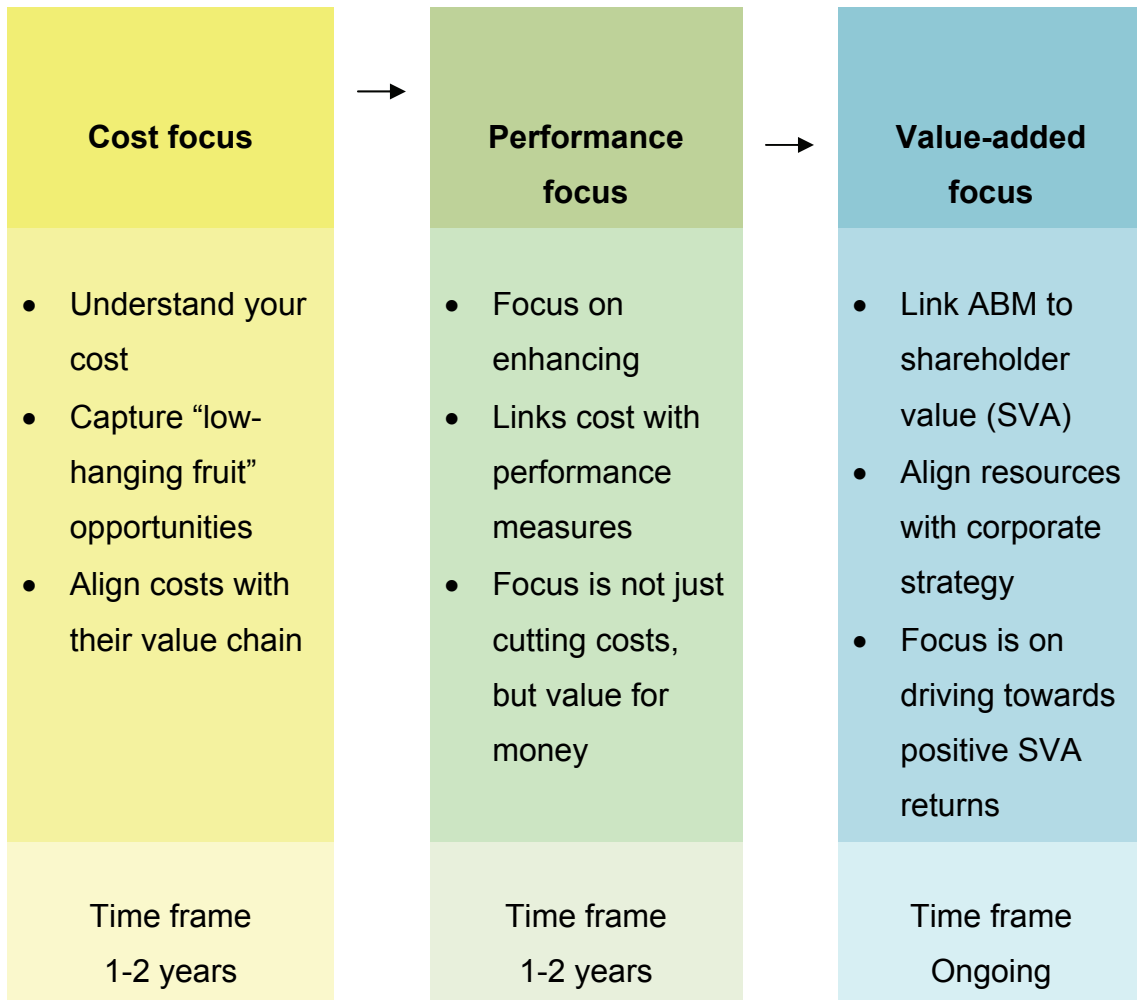 Cost focus
• Understand your
cost
• Capture “low-
hanging fruit”
opportunities
• Align costs with
their value chain
Time frame
1-2 years
Performance
focus
• Focus on
enhancing
• Links cost with
performance
measures
• Focus is not just
cutting costs,
but value for
money
Time frame
1-2 years
Value-added
focus
• Link ABM to
shareholder
value (SVA)
• Align resources
with corporate
strategy
• Focus is on
driving towards
positive SVA
returns
Time frame
Ongoing